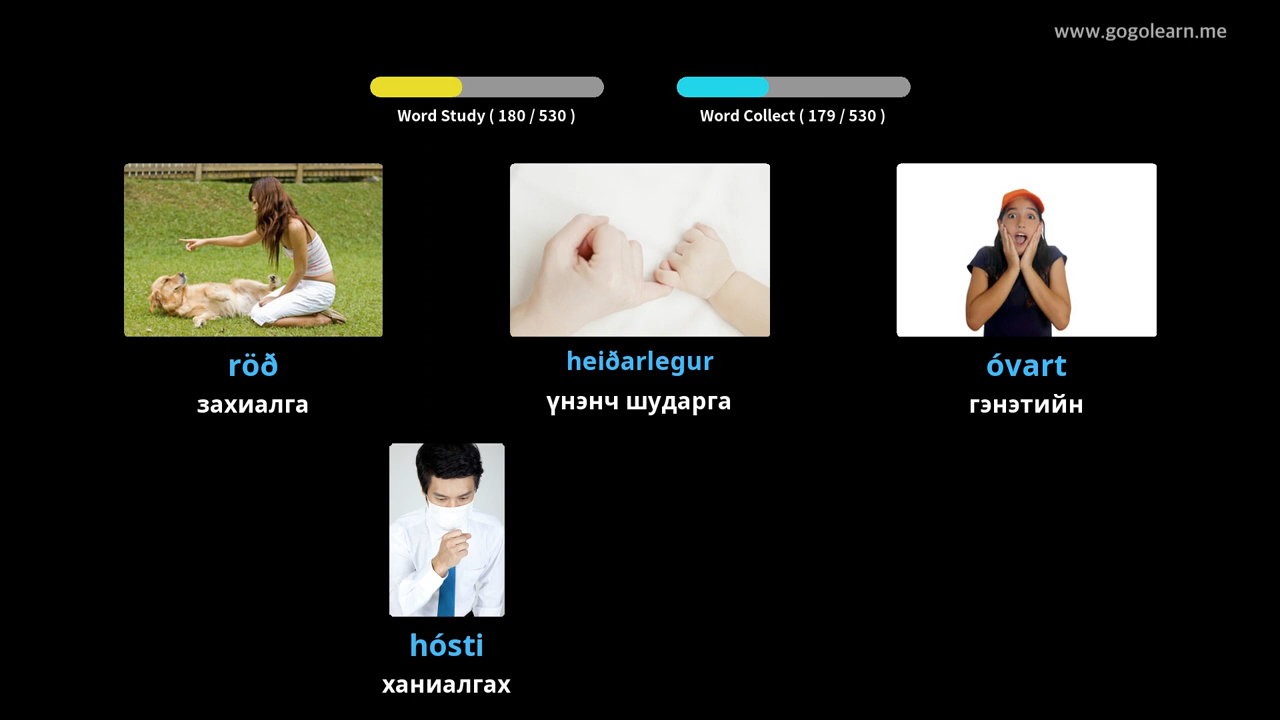 www.gogolearn.me
Word Study ( 180 / 530 )
Word Collect ( 179 / 530 )
röð
захиалга
heiðarlegur
үнэнч шударга
óvart
гэнэтийн
hósti
ханиалгах